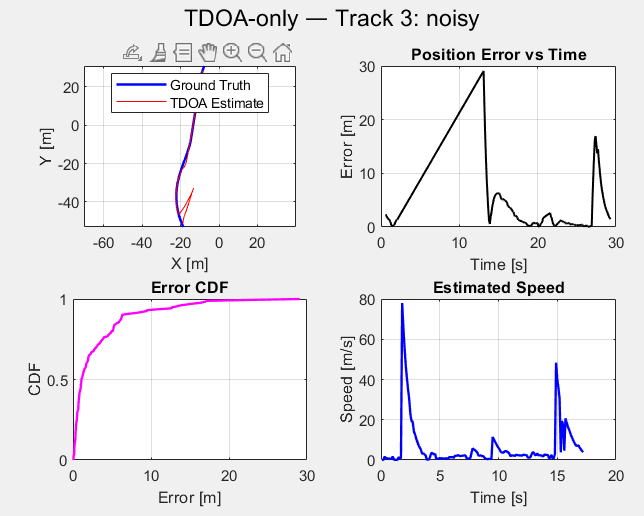 TDOA-only — Track 3: noisy
Ground Truth
TDOA Estimate
20
0
-20
-40
Y [m]
-60 -40 -20 0 20
X [m]
Position Error vs Time
30
20
10
0
Error [m]
0 10 20 30
Time [s]
Error CDF
1
0.5
0
CDF
0 10 20 30
Error [m]
Estimated Speed
80
60
40
20
0
Speed [m/s]
0 5 10 15 20
Time [s]